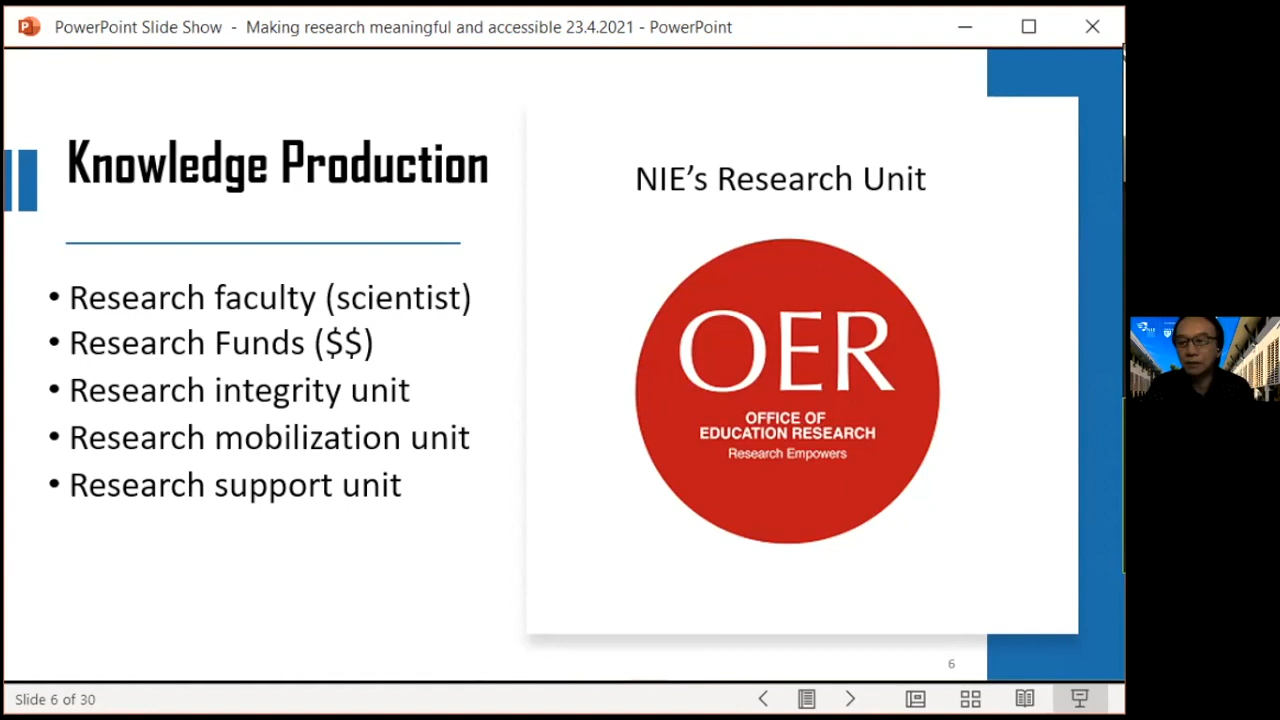 PowerPoint Slide Show - Making research meaningful and accessible 23.4.2021 - PowerPoint
Knowledge Production
• Research faculty (scientist)
• Research Funds ($$)
• Research integrity unit
• Research mobilization unit
• Research support unit
NIE’s Research Unit
OER
OFFICE OF
EDUCATION RESEARCH
Research Empowers
6
Slide 6 of 30